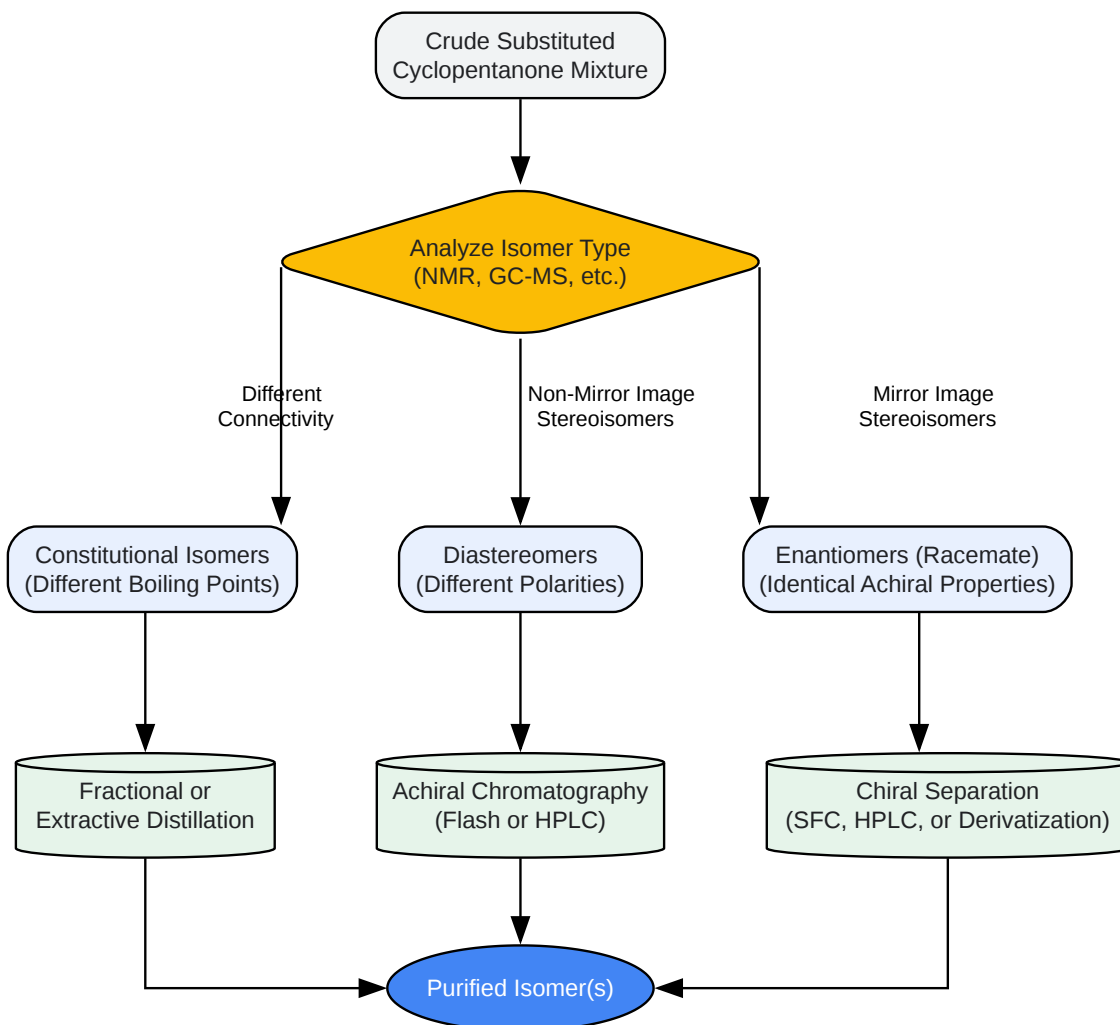 Crude Substituted
Cyclopentanone Mixture
Analyze Isomer Type
(NMR, GC-MS, etc.)
Different
Connectivity
Non-Mirror Image
Stereoisomers
Mirror Image
Stereoisomers
Constitutional Isomers
(Different Boiling Points)
Diastereomers
(Different Polarities)
Enantiomers (Racemate)
(Identical Achiral Properties)
Fractional or
Extractive Distillation
Achiral Chromatography
(Flash or HPLC)
Chiral Separation
(SFC, HPLC, or Derivatization)
Purified Isomer(s)